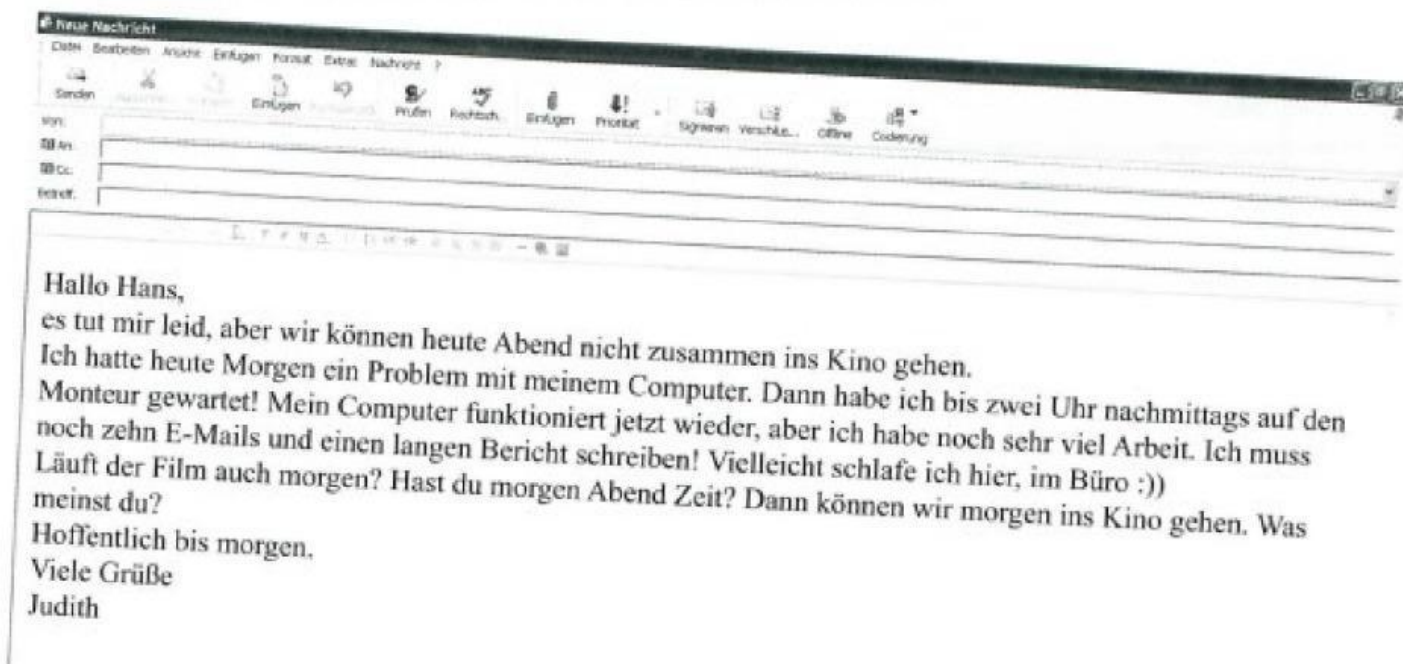 Neue Nachricht
Datei Bearbeiten Ansicht Einfügen Format Extras Nachricht ?
Senden Einfügen Prüfen Rechtsch. Einfügen Priorität Signieren Verschlüs... Offline Codierung
Von:
An:
Cc:
Betreff:
Hallo Hans,
es tut mir leid, aber wir können heute Abend nicht zusammen ins Kino gehen.
Ich hatte heute Morgen ein Problem mit meinem Computer. Dann habe ich bis zwei Uhr nachmittags auf den
Monteur gewartet! Mein Computer funktioniert jetzt wieder, aber ich habe noch sehr viel Arbeit. Ich muss
noch zehn E-Mails und einen langen Bericht schreiben! Vielleicht schlafe ich hier, im Büro :))
Läuft der Film auch morgen? Hast du morgen Abend Zeit? Dann können wir morgen ins Kino gehen. Was
meinst du?
Hoffentlich bis morgen.
Viele Grüße
Judith